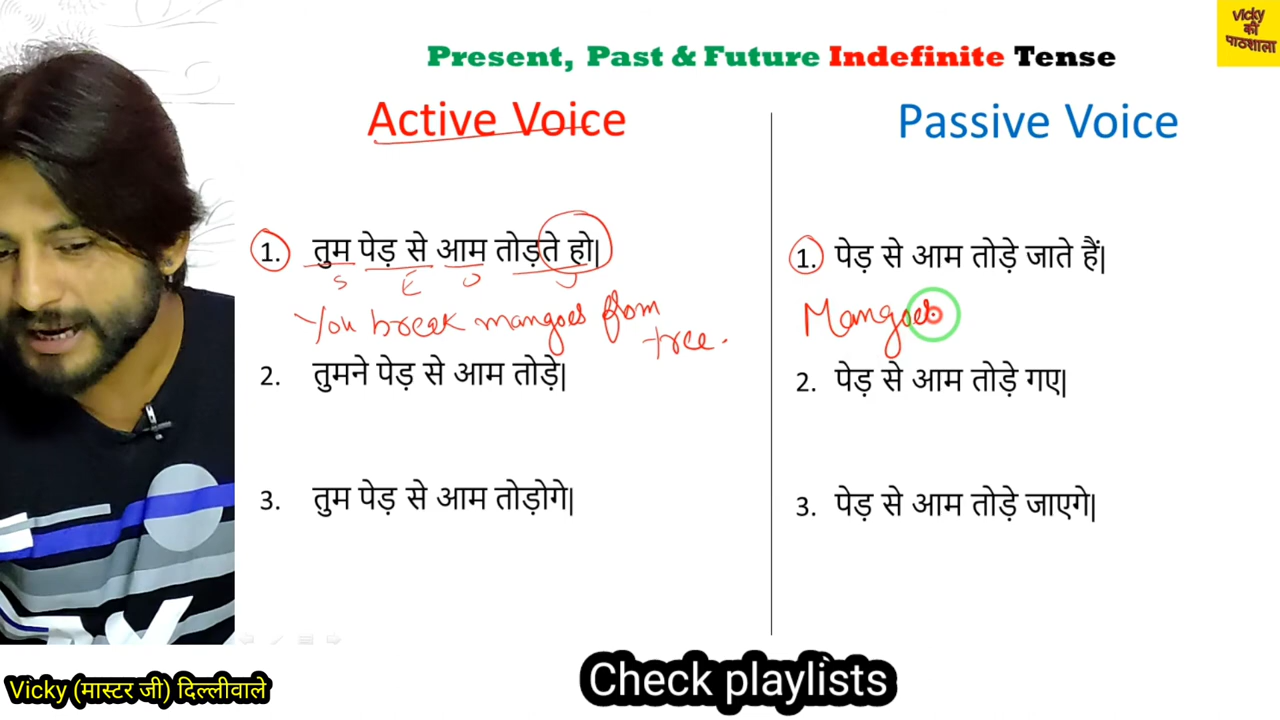 Vicky
की
पाठशाला
Present, Past & Future Indefinite Tense
Active Voice
1. तुम पेड़ से आम तोड़ते हो|
S E O V
You break mangoes from
tree.
2. तुमने पेड़ से आम तोड़े|
3. तुम पेड़ से आम तोड़ोगे|
Passive Voice
1. पेड़ से आम तोड़े जाते हैं|
Mangoes
2. पेड़ से आम तोड़े गए|
3. पेड़ से आम तोड़े जाएगे|
Vicky (मास्टर जी) दिल्लीवाले
Check playlists